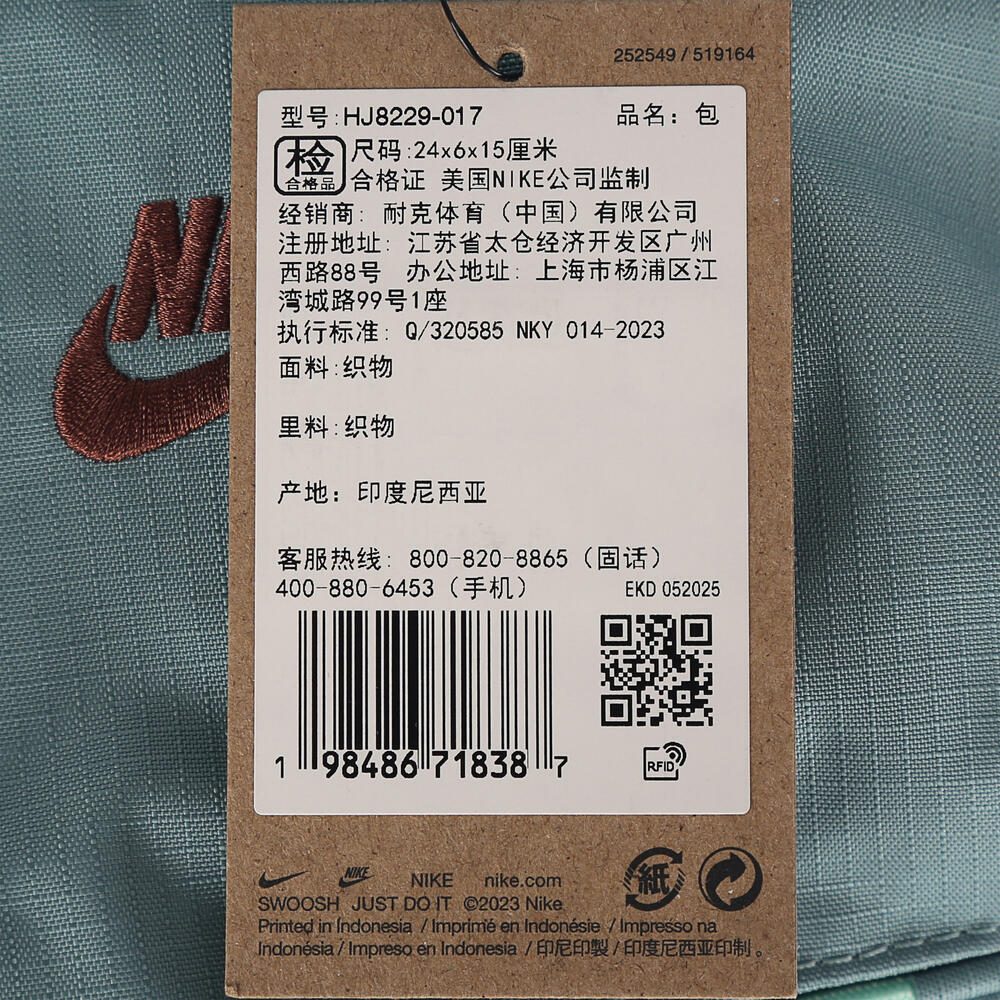 252549 / 519164
型号:HJ8229-017 品名：包
检 尺码:24x6x15厘米
合格品 合格证 美国NIKE公司监制
经销商：耐克体育（中国）有限公司
注册地址：江苏省太仓经济开发区广州
西路88号 办公地址：上海市杨浦区江
湾城路99号1座
执行标准：Q/320585 NKY 014-2023
面料:织物
里料:织物
产地：印度尼西亚
客服热线：800-820-8865（固话）
400-880-6453（手机） EKD 052025
1 98486 71838 7
RFID
NIKE NIKE nike.com 紙
SWOOSH JUST DO IT ©2023 Nike
Printed in Indonesia / Imprimé en Indonésie / Impresso na
Indonésia / Impreso en Indonesia / 印尼印製 / 印度尼西亚印制。